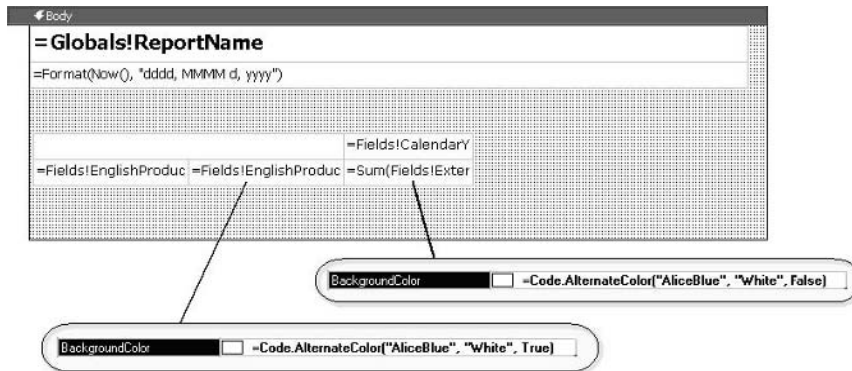 Body
=Globals!ReportName
=Format(Now(), "dddd, MMMM d, yyyy")
=Fields!CalendarY
=Fields!EnglishProduc =Fields!EnglishProduc =Sum(Fields!Exter
BackgroundColor =Code.AlternateColor("AliceBlue", "White", False)
BackgroundColor =Code.AlternateColor("AliceBlue", "White", True)